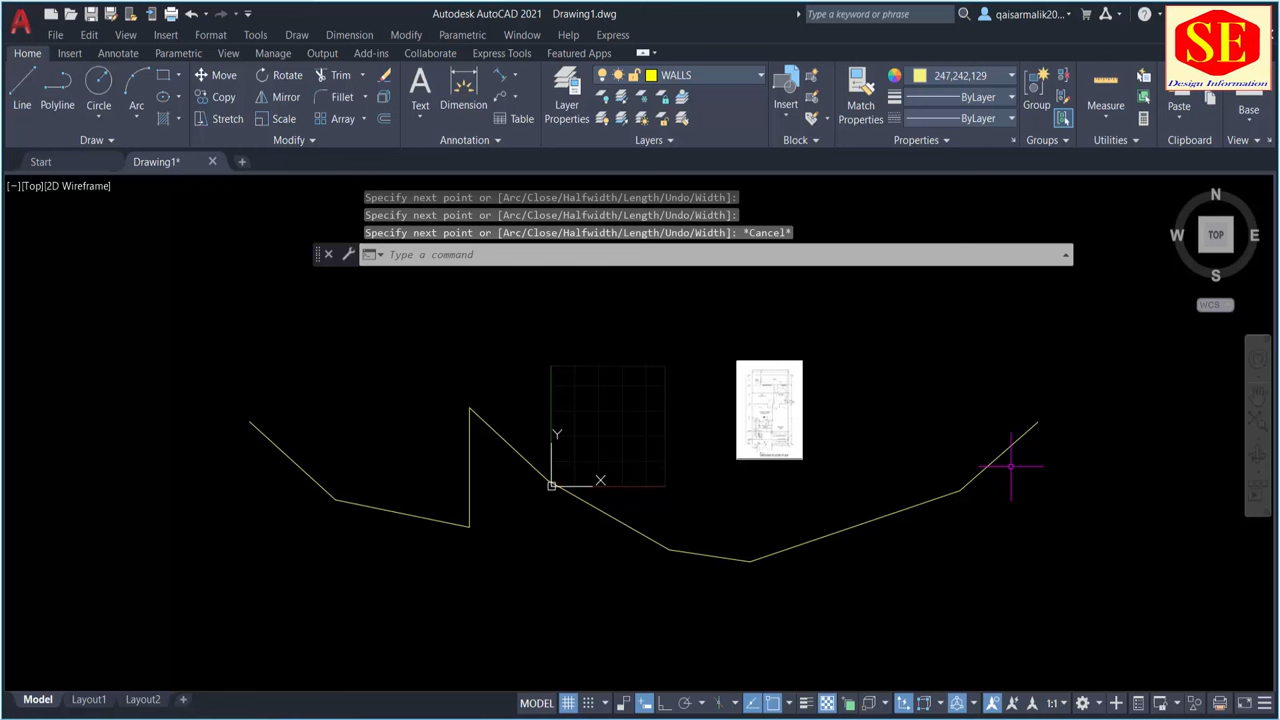 Autodesk AutoCAD 2021 Drawing1.dwg
Type a keyword or phrase
qaisarmalik20...
SE
Design Information
File Edit View Insert Format Tools Draw Dimension Modify Parametric Window Help Express
Home Insert Annotate Parametric View Manage Output Add-ins Collaborate Express Tools Featured Apps
Line
Polyline
Circle
Arc
Move
Rotate
Trim
Copy
Mirror
Fillet
Stretch
Scale
Array
Text
Dimension
Table
Layer
Properties
WALLS
Insert
Match
Properties
247,242,129
ByLayer
ByLayer
Group
Measure
Paste
Base
Draw
Modify
Annotation
Layers
Block
Properties
Groups
Utilities
Clipboard
View
Start
Drawing1*
[−][Top][2D Wireframe]
Specify next point or [Arc/Close/Halfwidth/Length/Undo/Width]:
Specify next point or [Arc/Close/Halfwidth/Length/Undo/Width]:
Specify next point or [Arc/Close/Halfwidth/Length/Undo/Width]: *Cancel*
Type a command
N
W
TOP
E
S
WCS
Y
X
Model
Layout1
Layout2
MODEL
1:1